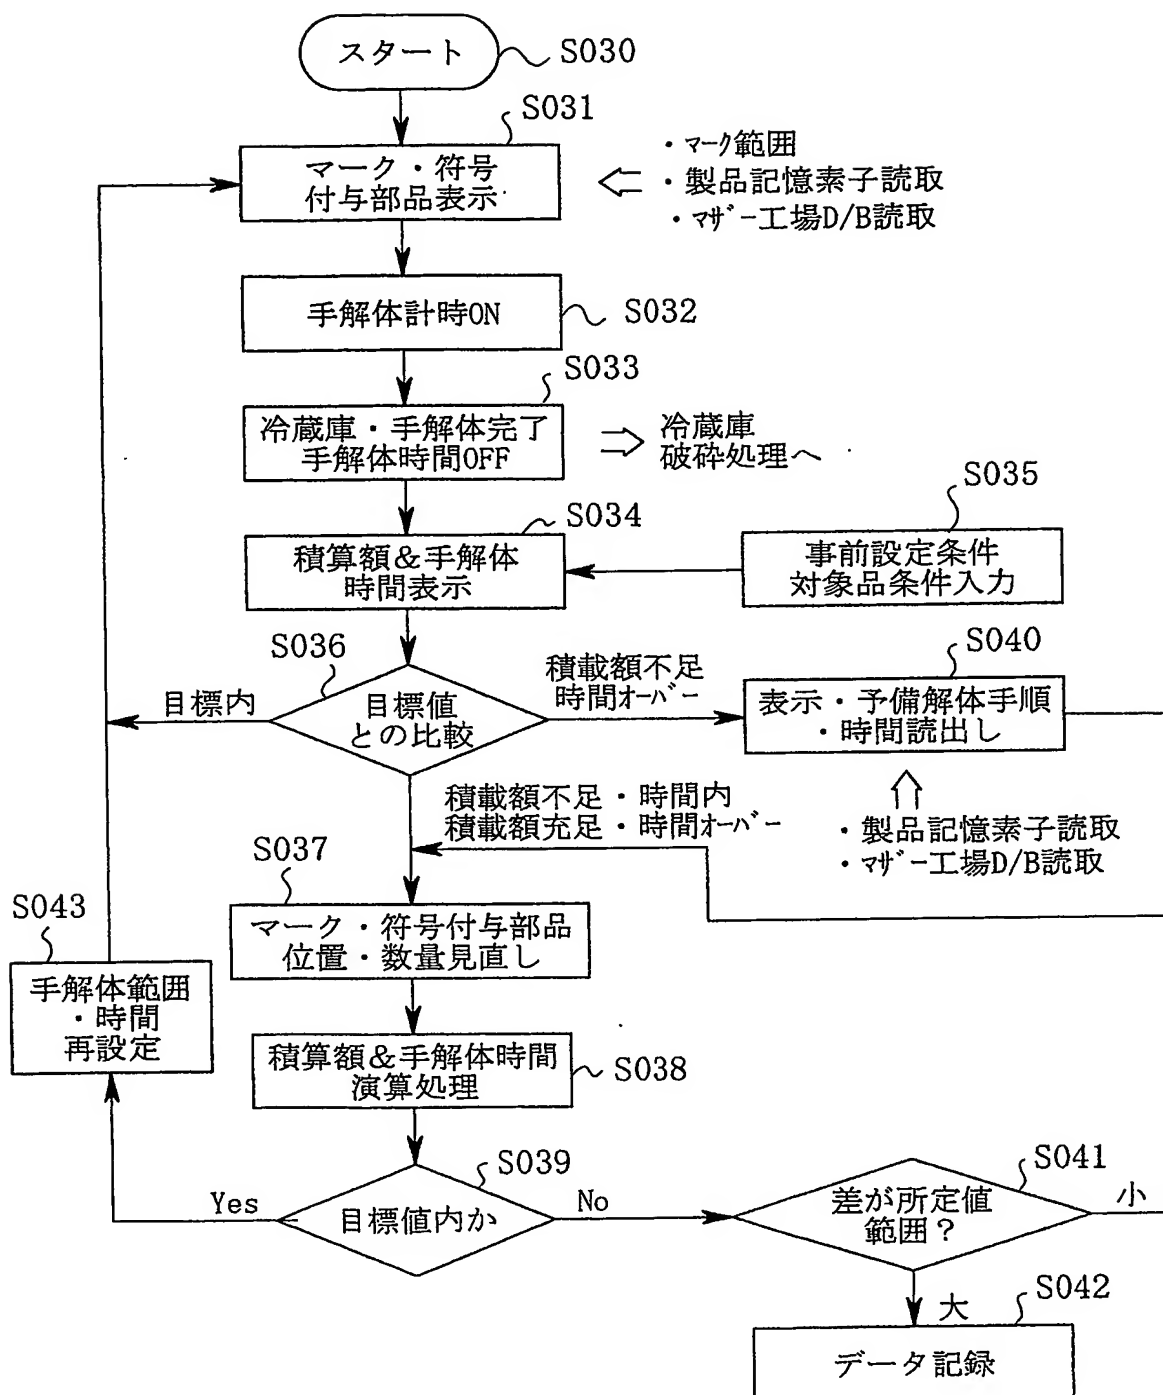 スタート
S030
S031
マーク・符号
付与部品表示
・マーク範囲
・製品記憶素子読取
・マザー工場D/B読取
手解体計時ON
S032
S033
冷蔵庫・手解体完了
手解体時間OFF
冷蔵庫
破砕処理へ
S034
積算額&手解体
時間表示
S035
事前設定条件
対象品条件入力
S036
目標値
との比較
目標内
積載額不足
時間オーバー
S040
表示・予備解体手順
・時間読出し
・製品記憶素子読取
・マザー工場D/B読取
積載額不足・時間内
積載額充足・時間オーバー
S037
マーク・符号付与部品
位置・数量見直し
S043
手解体範囲
・時間
再設定
積算額&手解体時間
演算処理
S038
S039
目標値内か
Yes
No
S041
差が所定値
範囲?
小
大
S042
データ記録